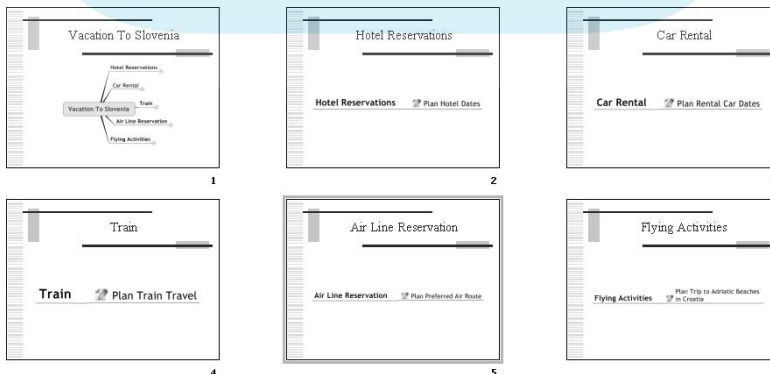 Vacation To Slovenia
Hotel Reservations
Car Rental
Vacation To Slovenia
Train
Air Line Reservation
Flying Activities
1
Hotel Reservations
Hotel Reservations Plan Hotel Dates
2
Car Rental
Car Rental Plan Rental Car Dates
Train
Train Plan Train Travel
4
Air Line Reservation
Air Line Reservation Plan Preferred Air Route
5
Flying Activities
Flying Activities Plan Trip to Adriatic Beaches
in Croatia